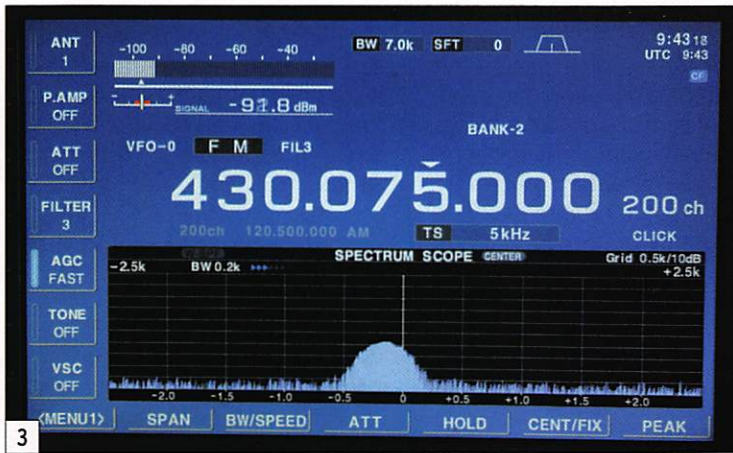 ANT
1
P.AMP
OFF
ATT
OFF
FILTER
3
AGC
FAST
TONE
OFF
VSC
OFF
-100 -80 -60 -40
- +
SIGNAL -91.8 dBm
BW 7.0k SFT 0
9:43 18
UTC 9:43
CF
BANK-2
VFO-0 FM FIL3
430.075.000 200 ch
200ch 120.500.000 AM TS 5kHz CLICK
SPECTRUM SCOPE CENTER Grid 0.5k/10dB
-2.5k BW 0.2k +2.5k
-2.0 -1.5 -1.0 -0.5 0 +0.5 +1.0 +1.5 +2.0
<MENU1> SPAN BW/SPEED ATT HOLD CENT/FIX PEAK
3